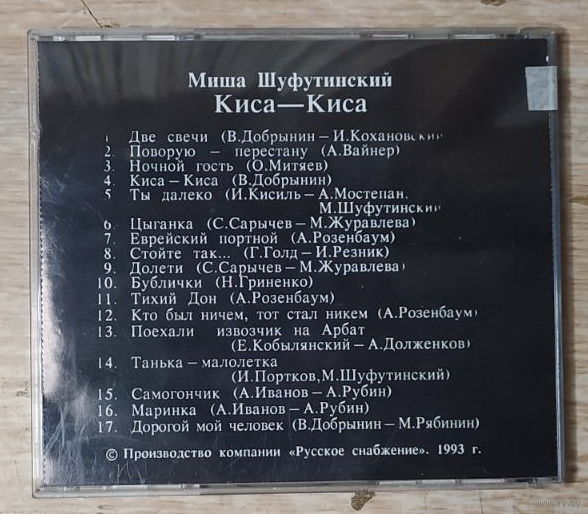 Миша Шуфутинский
Киса—Киса
1 Две свечи (В.Добрынин – И.Кохановский
2. Поворую – перестану (А.Вайнер)
3. Ночной гость (О.Митяев)
4. Киса – Киса (В.Добрынин)
5 Ты далеко (И.Кисиль – А.Мостепан,
М.Шуфутинский
6. Цыганка (С.Сарычев – М.Журавлева)
7. Еврейский портной (А.Розенбаум)
8. Стойте так... (Г.Голд – И.Резник)
9. Долети (С.Сарычев – М.Журавлева)
10. Бублички (Н.Гриненко)
11. Тихий Дон (А.Розенбаум)
12. Кто был ничем, тот стал никем (А.Розенбаум)
13. Поехали извозчик на Арбат
(Е.Кобылянский – А.Долженков)
14. Танька – малолетка
(И.Портков,М.Шуфутинский)
15. Самогончик (А.Иванов – А.Рубин)
16. Маринка (А.Иванов – А.Рубин)
17. Дорогой мой человек (В.Добрынин – М.Рябинин)
© Производство компании «Русское снабжение». 1993 г.